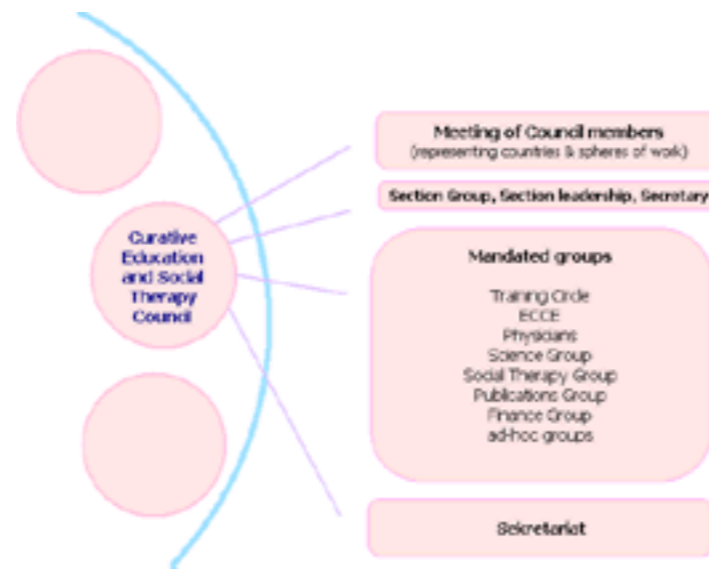 Curative
Education
and Social
Therapy
Council
Meeting of Council members
(representing countries & spheres of work)
Section Group, Section leadership, Secretary
Mandated groups
Training Circle
ECCE
Physicians
Science Group
Social Therapy Group
Publications Group
Finance Group
ad-hoc groups
Sekretariat